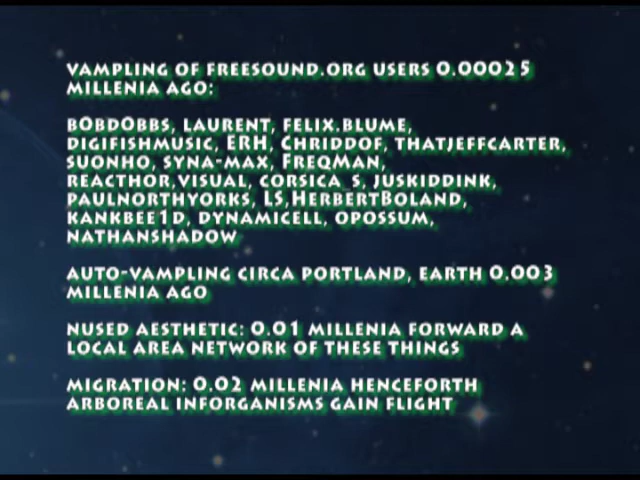 VAMPLING OF FREESOUND.ORG USERS 0.00025
MILLENIA AGO:
B0BD0BBS, LAURENT, FELIX.BLUME,
DIGIFISHMUSIC, ERH, CHRIDDOF, THATJEFFCARTER,
SUONHO, SYNA-MAX, FREQMAN,
REACTHOR,VISUAL, CORSICA_S, JUSKIDDINK,
PAULNORTHYORKS, LS,HERBERTBOLAND,
KANKBEE1D, DYNAMICELL, OPOSSUM,
NATHANSHADOW
AUTO-VAMPLING CIRCA PORTLAND, EARTH 0.003
MILLENIA AGO
NUSED AESTHETIC: 0.01 MILLENIA FORWARD A
LOCAL AREA NETWORK OF THESE THINGS
MIGRATION: 0.02 MILLENIA HENCEFORTH
ARBOREAL INFORGANISMS GAIN FLIGHT